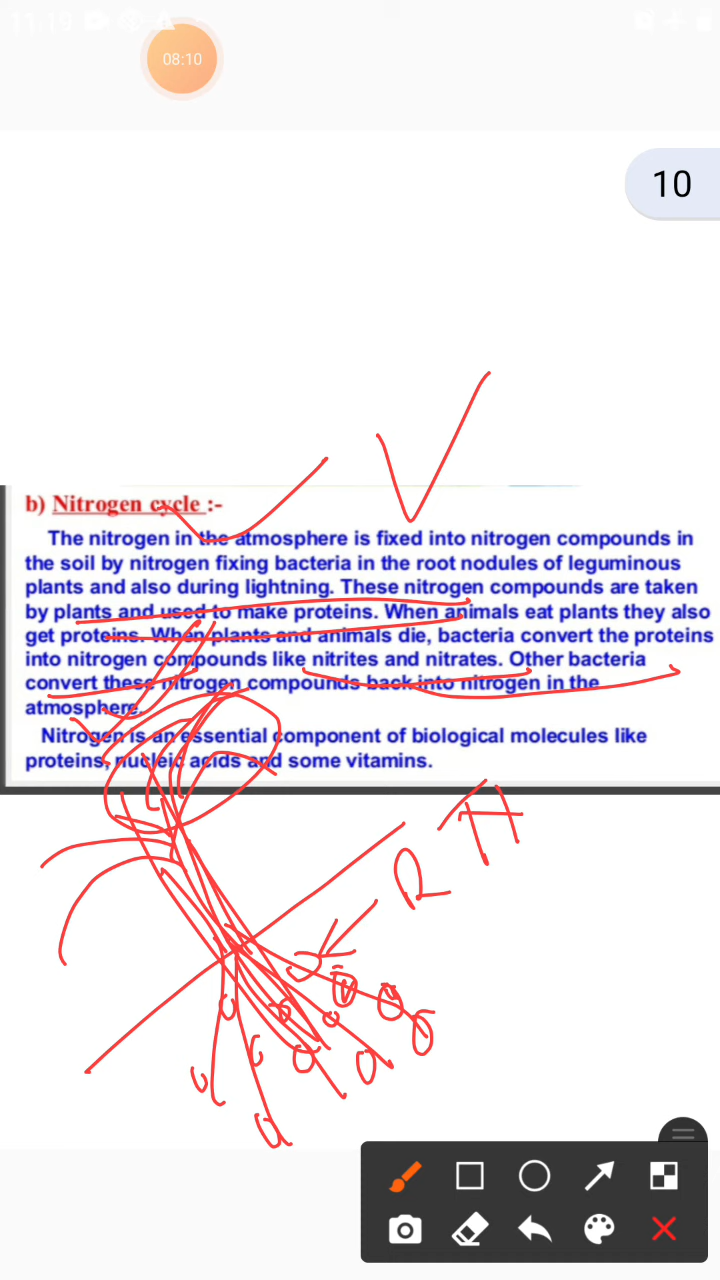 11:19
08:10
10
b) Nitrogen cycle :-
The nitrogen in the atmosphere is fixed into nitrogen compounds in
the soil by nitrogen fixing bacteria in the root nodules of leguminous
plants and also during lightning. These nitrogen compounds are taken
by plants and used to make proteins. When animals eat plants they also
get proteins. When plants and animals die, bacteria convert the proteins
into nitrogen compounds like nitrites and nitrates. Other bacteria
convert these nitrogen compounds back into nitrogen in the
atmosphere.
Nitrogen is an essential component of biological molecules like
proteins, nucleic acids and some vitamins.